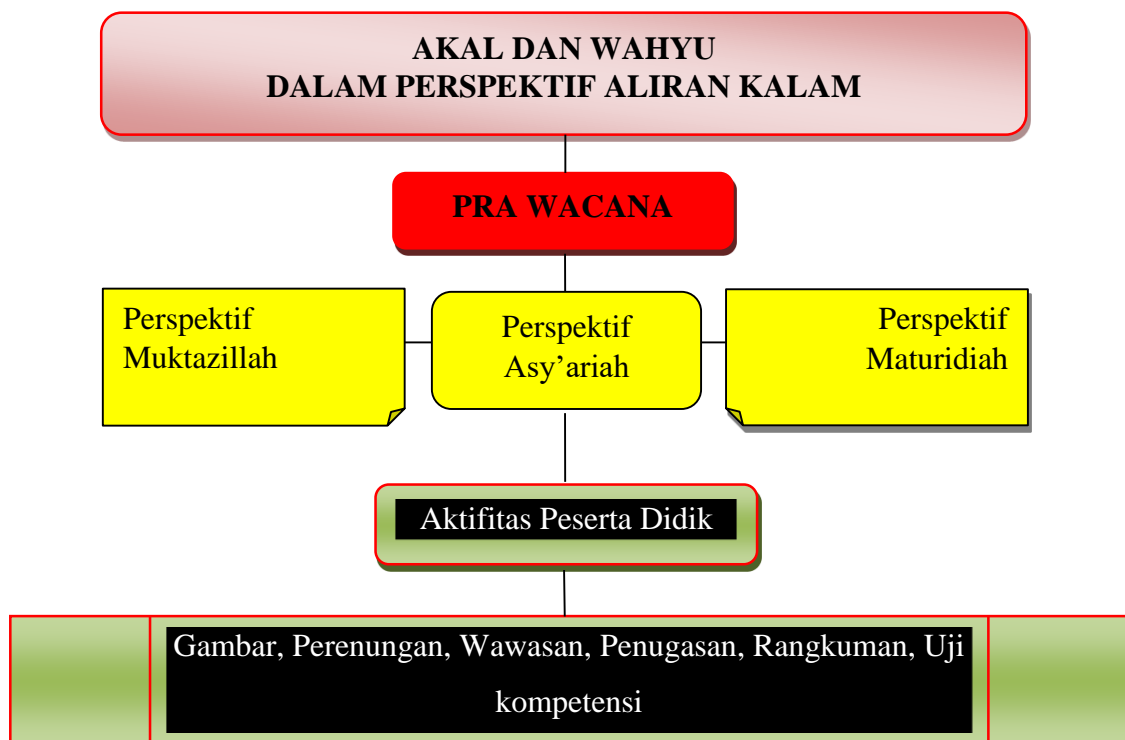 AKAL DAN WAHYU
DALAM PERSPEKTIF ALIRAN KALAM
PRA WACANA
Perspektif
Muktazillah
Perspektif
Asy’ariah
Perspektif
Maturidiah
Aktifitas Peserta Didik
Gambar, Perenungan, Wawasan, Penugasan, Rangkuman, Uji
kompetensi